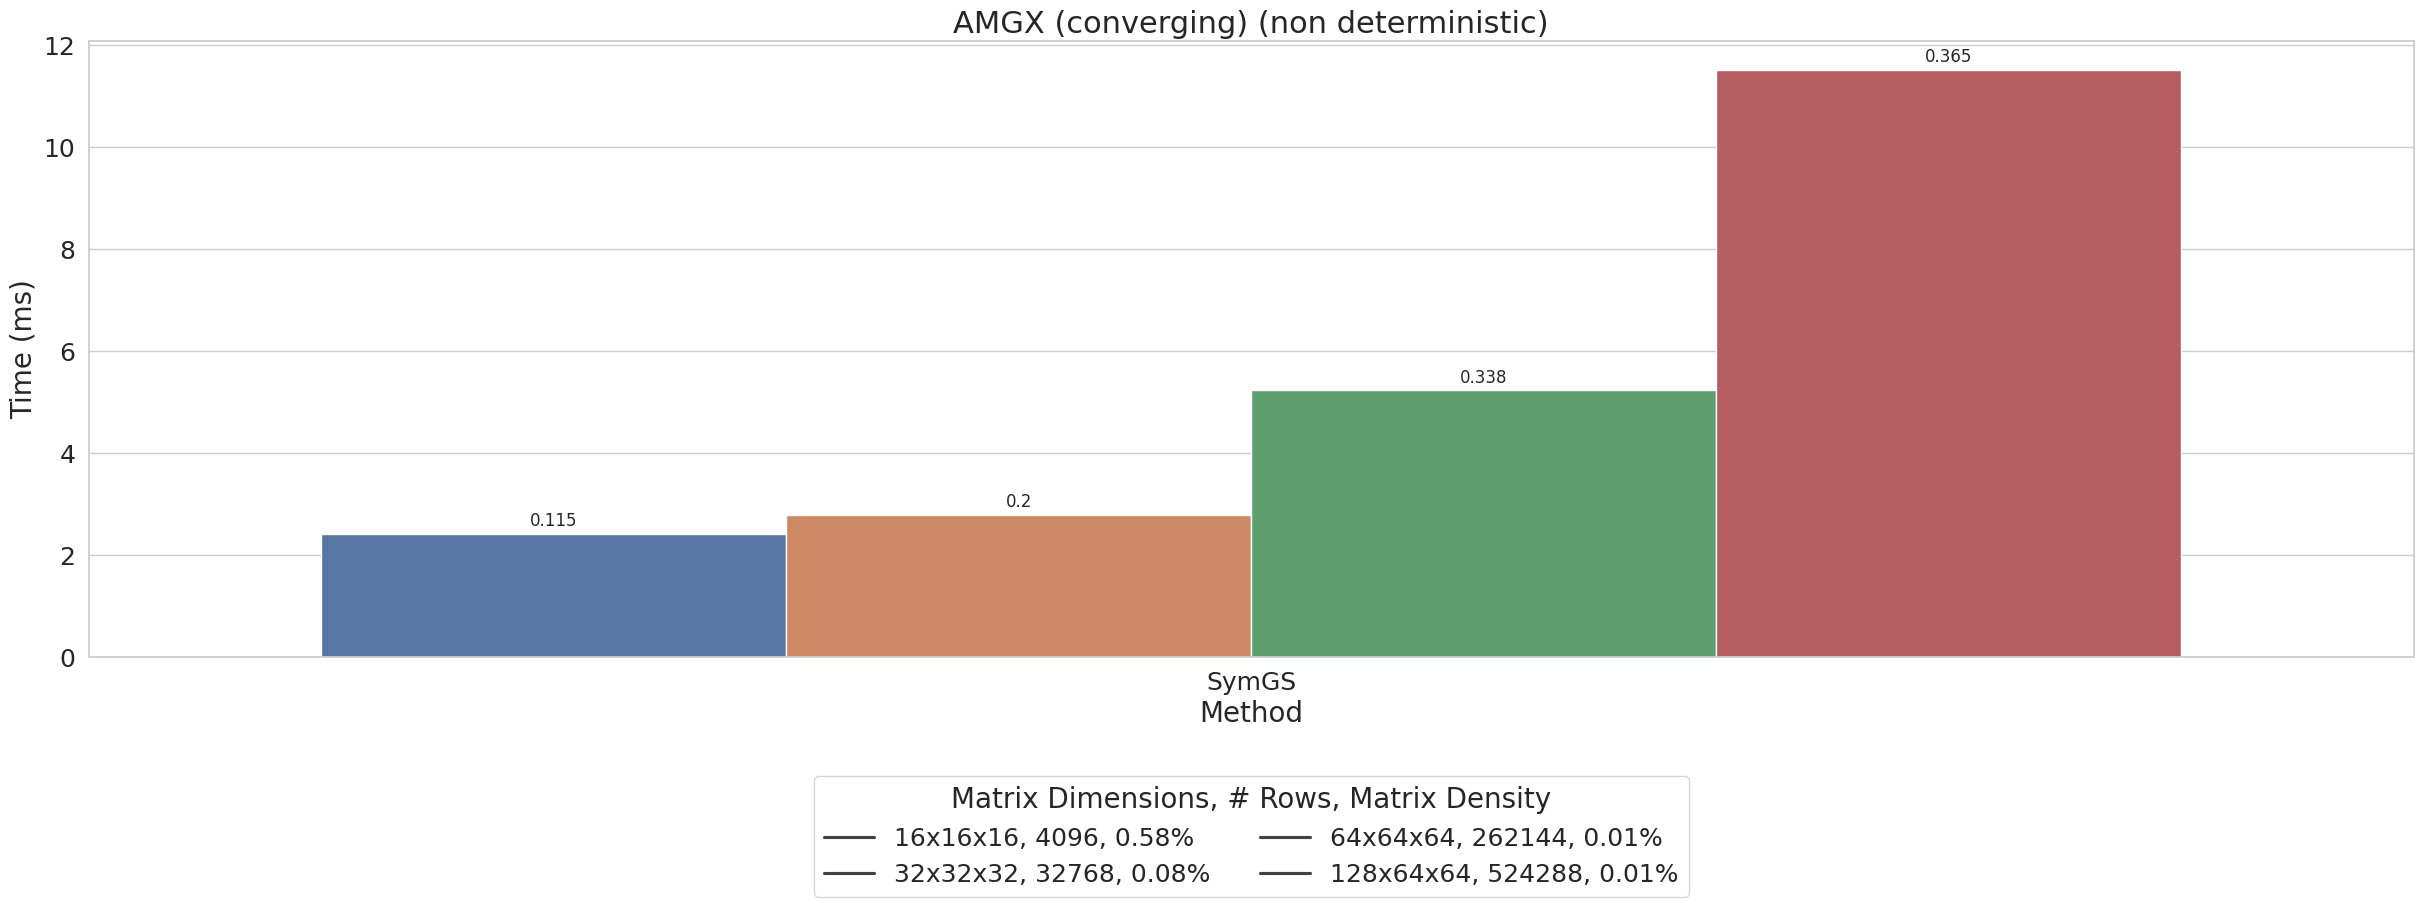 AMGX (converging) (non deterministic)
12
10
8
6
4
2
0
Time (ms)
0.115
0.2
0.338
0.365
SymGS
Method
Matrix Dimensions, # Rows, Matrix Density
16x16x16, 4096, 0.58%
32x32x32, 32768, 0.08%
64x64x64, 262144, 0.01%
128x64x64, 524288, 0.01%